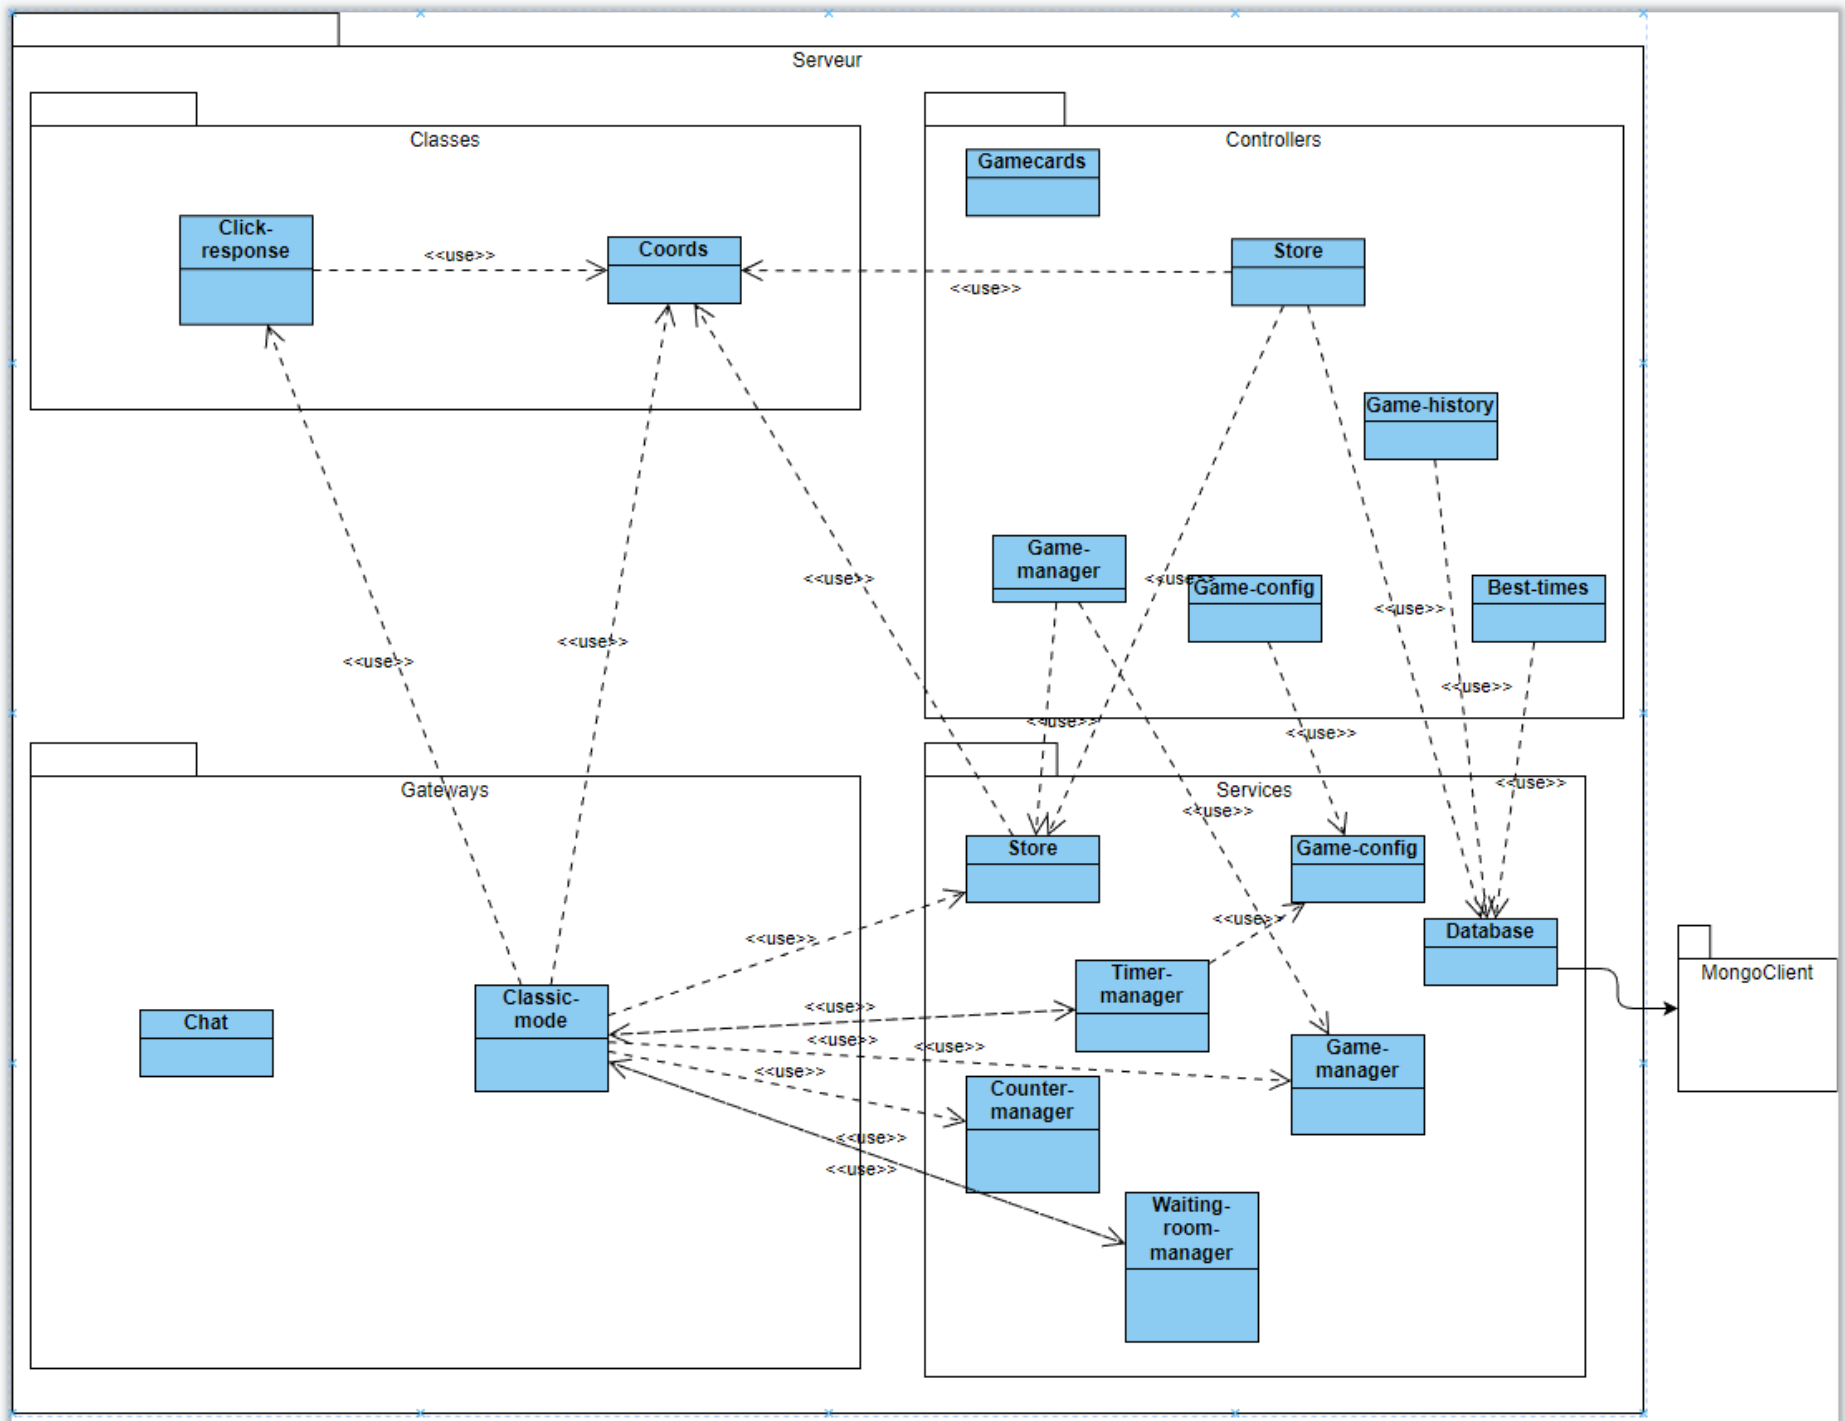 Serveur
Classes
Controllers
Gamecards
Click-
response
<<use>>
Coords
Store
<<use>>
Game-history
Game-
manager
<<use>>
<<use>>
Game-config
Best-times
<<use>>
<<use>>
<<use>>
<<use>>
<<use>>
<<use>>
<<use>>
Gateways
Services
<<use>>
Store
Game-config
<<use>>
<<use>>
Database
Timer-
manager
MongoClient
Classic-
mode
Chat
<<use>>
<<use>>
<<use>>
Game-
manager
<<use>>
Counter-
manager
<<use>>
<<use>>
Waiting-
room-
manager